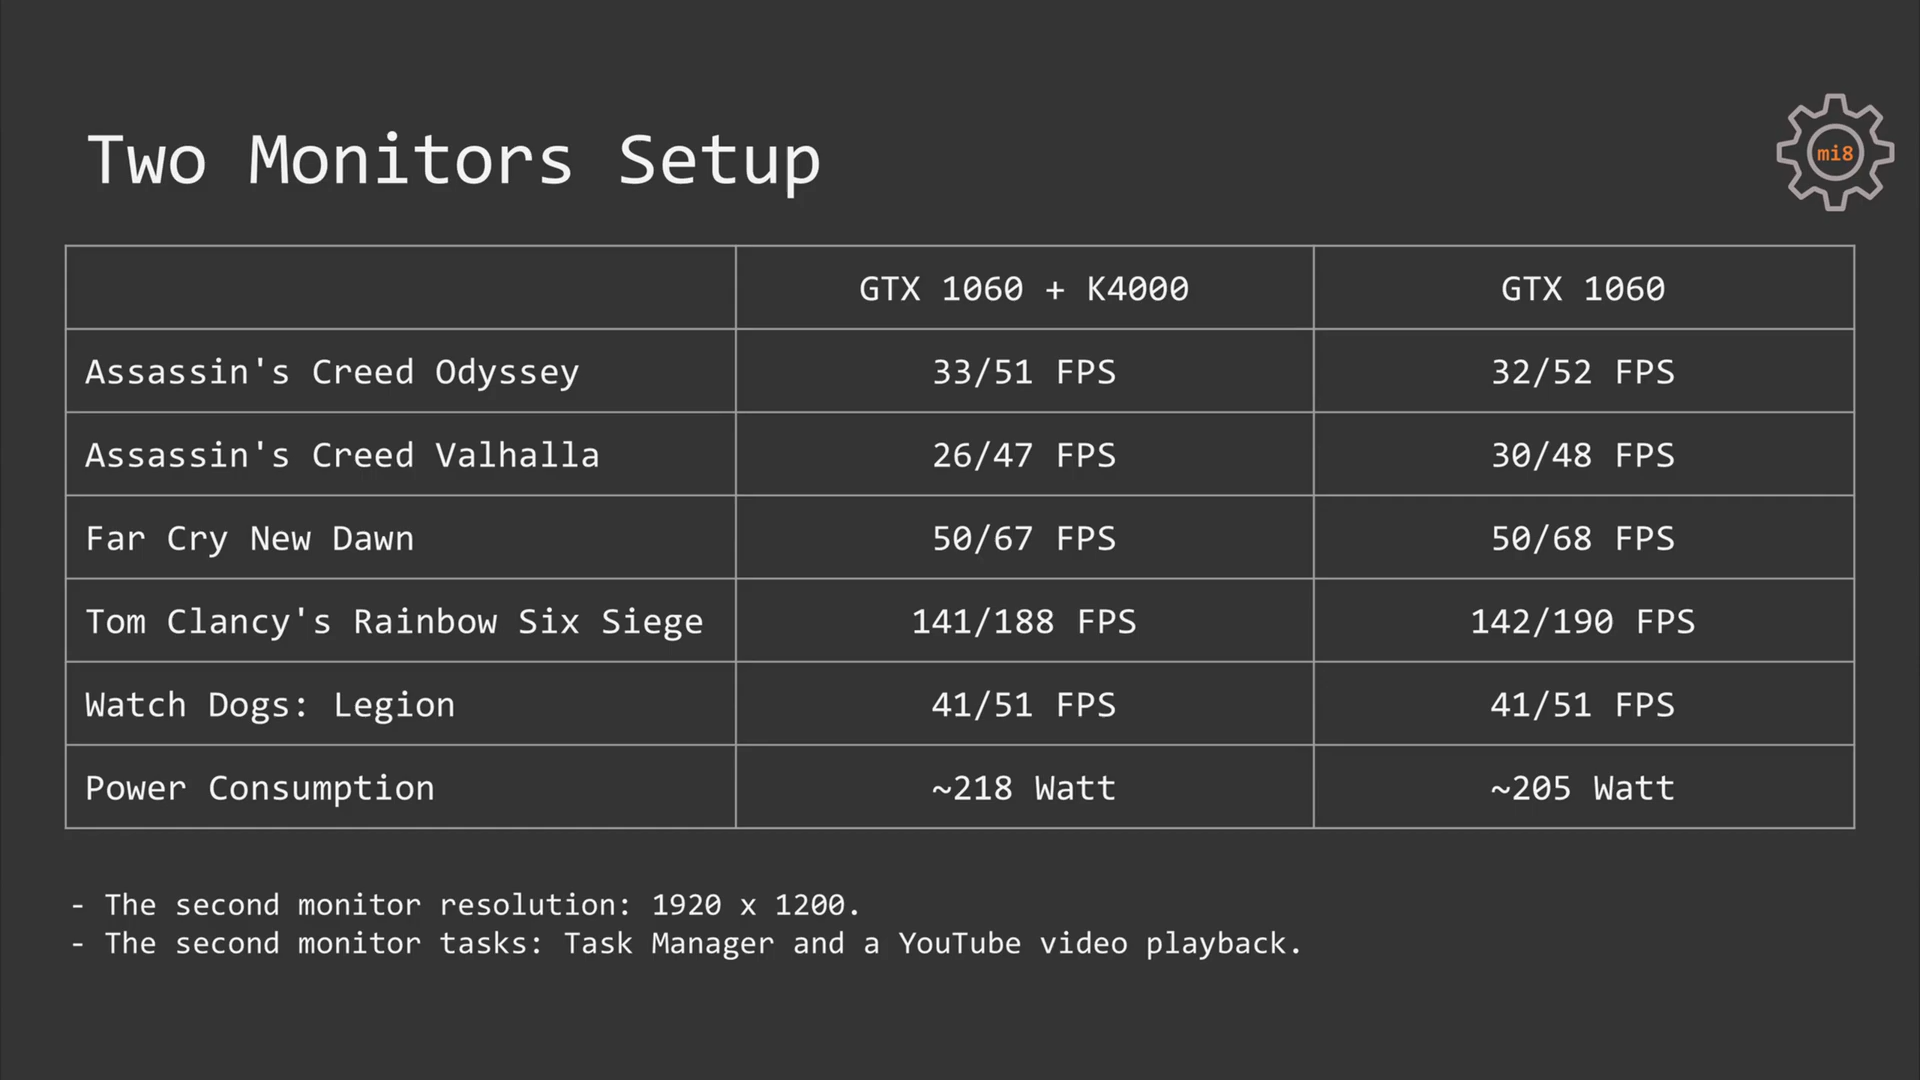 Two Monitors Setup
mi8
GTX 1060 + K4000 GTX 1060
Assassin's Creed Odyssey 33/51 FPS 32/52 FPS
Assassin's Creed Valhalla 26/47 FPS 30/48 FPS
Far Cry New Dawn 50/67 FPS 50/68 FPS
Tom Clancy's Rainbow Six Siege 141/188 FPS 142/190 FPS
Watch Dogs: Legion 41/51 FPS 41/51 FPS
Power Consumption ~218 Watt ~205 Watt
- The second monitor resolution: 1920 x 1200.
- The second monitor tasks: Task Manager and a YouTube video playback.